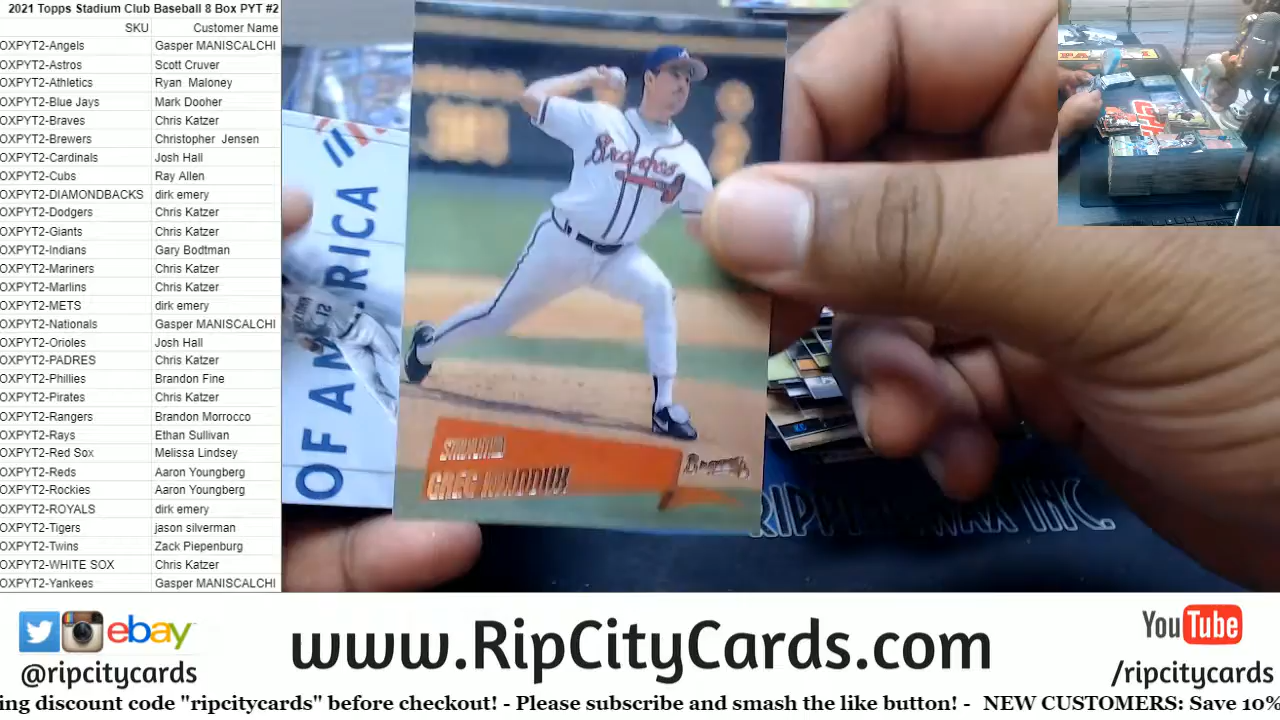 2021 Topps Stadium Club Baseball 8 Box PYT #2
SKU Customer Name
OXPYT2-Angels Gasper MANISCALCHI
OXPYT2-Astros Scott Cruver
OXPYT2-Athletics Ryan Maloney
OXPYT2-Blue Jays Mark Dooher
OXPYT2-Braves Chris Katzer
OXPYT2-Brewers Christopher Jensen
OXPYT2-Cardinals Josh Hall
OXPYT2-Cubs Ray Allen
OXPYT2-DIAMONDBACKS dirk emery
OXPYT2-Dodgers Chris Katzer
OXPYT2-Giants Chris Katzer
OXPYT2-Indians Gary Bodtman
OXPYT2-Mariners Chris Katzer
OXPYT2-Marlins Chris Katzer
OXPYT2-METS dirk emery
OXPYT2-Nationals Gasper MANISCALCHI
OXPYT2-Orioles Josh Hall
OXPYT2-PADRES Chris Katzer
OXPYT2-Phillies Brandon Fine
OXPYT2-Pirates Chris Katzer
OXPYT2-Rangers Brandon Morrocco
OXPYT2-Rays Ethan Sullivan
OXPYT2-Red Sox Melissa Lindsey
OXPYT2-Reds Aaron Youngberg
OXPYT2-Rockies Aaron Youngberg
OXPYT2-ROYALS dirk emery
OXPYT2-Tigers jason silverman
OXPYT2-Twins Zack Piepenburg
OXPYT2-WHITE SOX Chris Katzer
OXPYT2-Yankees Gasper MANISCALCHI
Braves
GREG MADDUX
Braves
INC.
ebay
@ripcitycards
www.RipCityCards.com
YouTube
/ripcitycards
ing discount code "ripcitycards" before checkout! - Please subscribe and smash the like button! - NEW CUSTOMERS: Save 10%